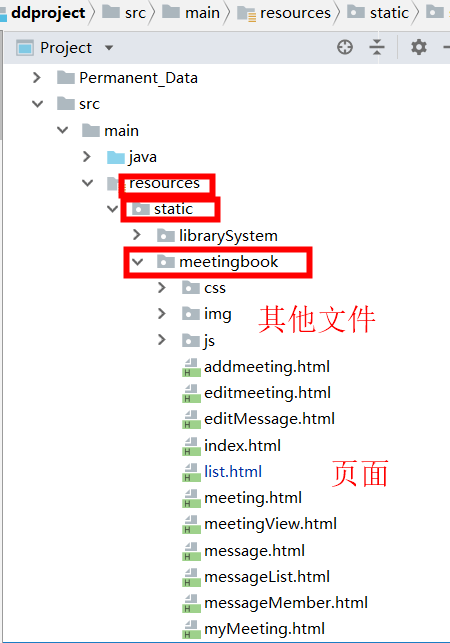 ddproject src main resources static
Project
Permanent_Data
src
main
java
resources
static
librarySystem
meetingbook
css
img
其他文件
js
addmeeting.html
editmeeting.html
editMessage.html
index.html
list.html
页面
meeting.html
meetingView.html
message.html
messageList.html
messageMember.html
myMeeting.html